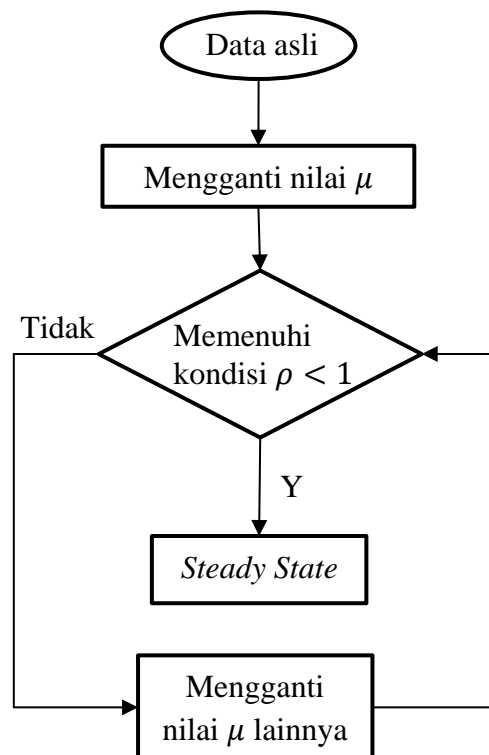 Data asli
Mengganti nilai 𝜇
Memenuhi
kondisi 𝜌 < 1
Tidak
Y
Steady State
Mengganti
nilai 𝜇 lainnya